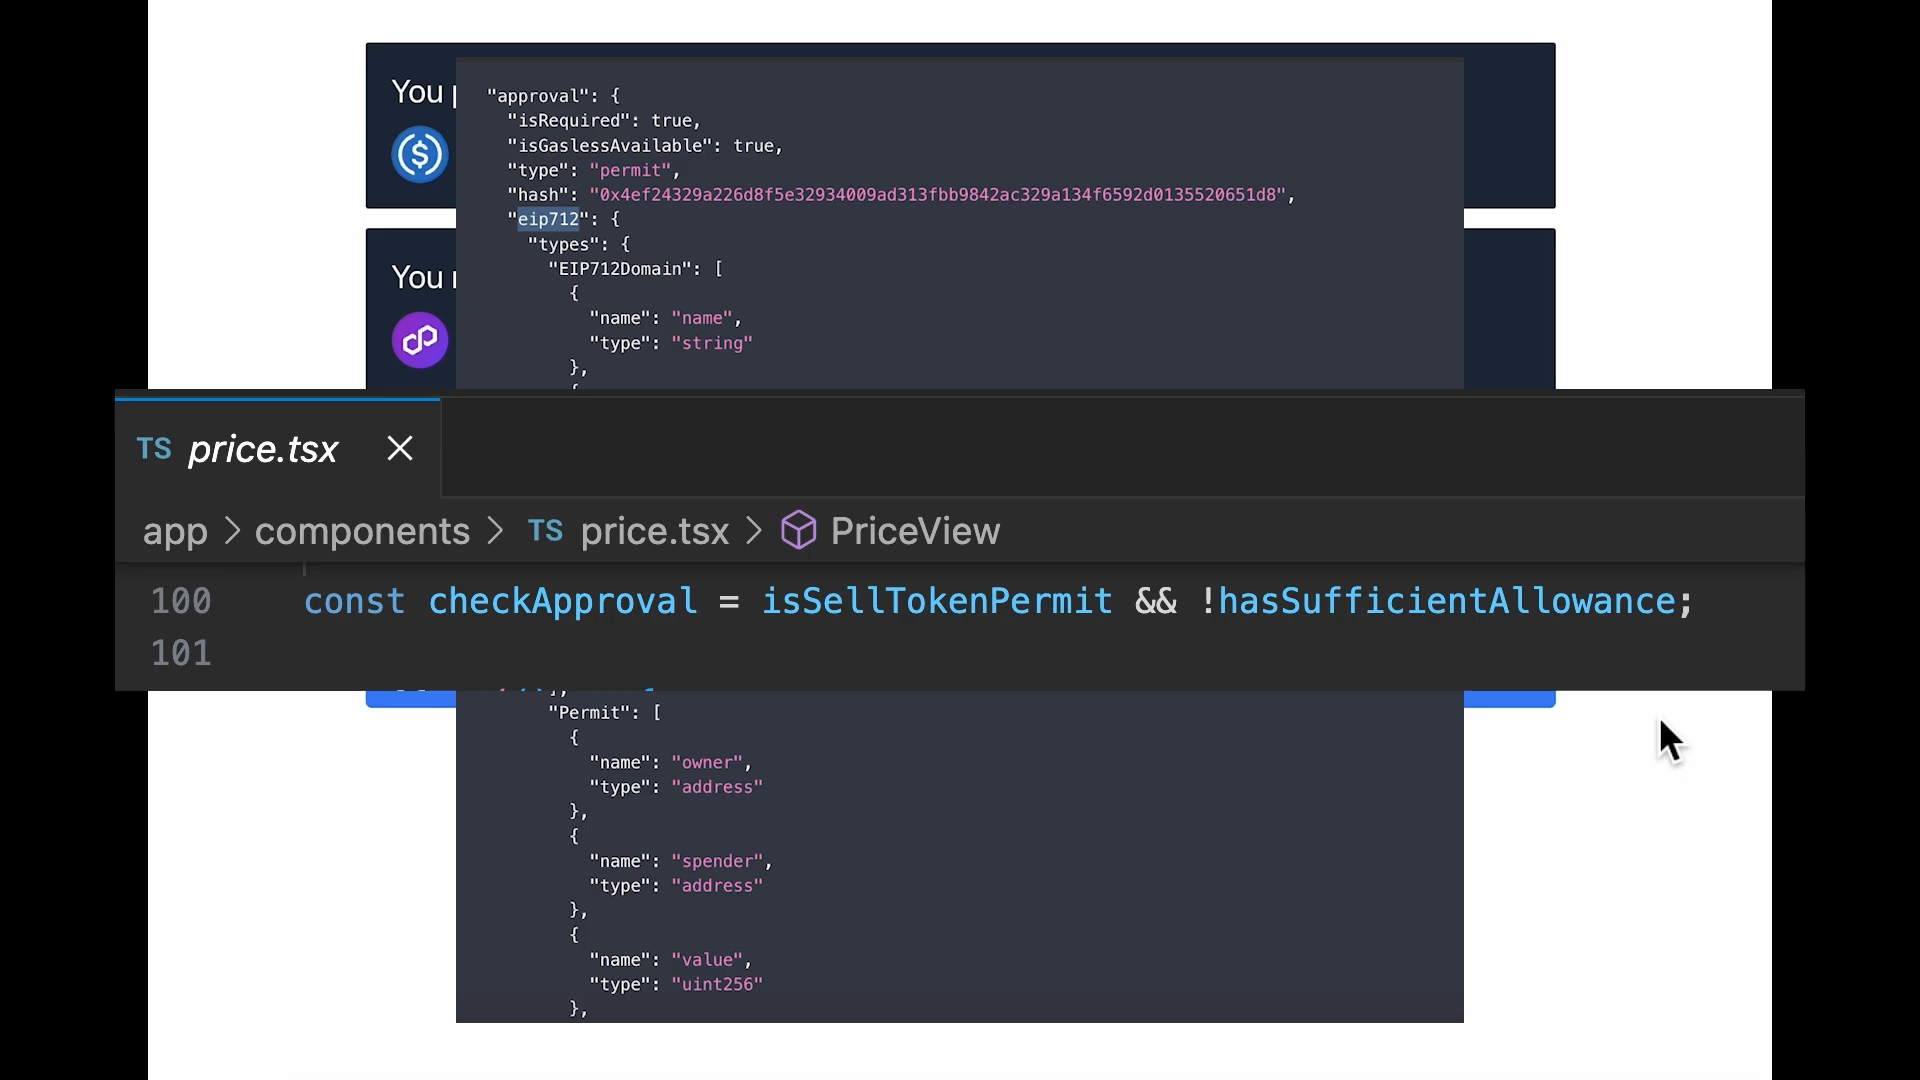 You
"approval": {
"isRequired": true,
"isGaslessAvailable": true,
"type": "permit",
"hash": "0x4ef24329a226d8f5e32934009ad313fbb9842ac329a134f6592d0135520651d8",
"eip712": {
"types": {
You
"EIP712Domain": [
{
"name": "name",
"type": "string"
},
TS price.tsx
app > components > TS price.tsx > PriceView
100 const checkApproval = isSellTokenPermit && !hasSufficientAllowance;
101
],
"Permit": [
{
"name": "owner",
"type": "address"
},
{
"name": "spender",
"type": "address"
},
{
"name": "value",
"type": "uint256"
},